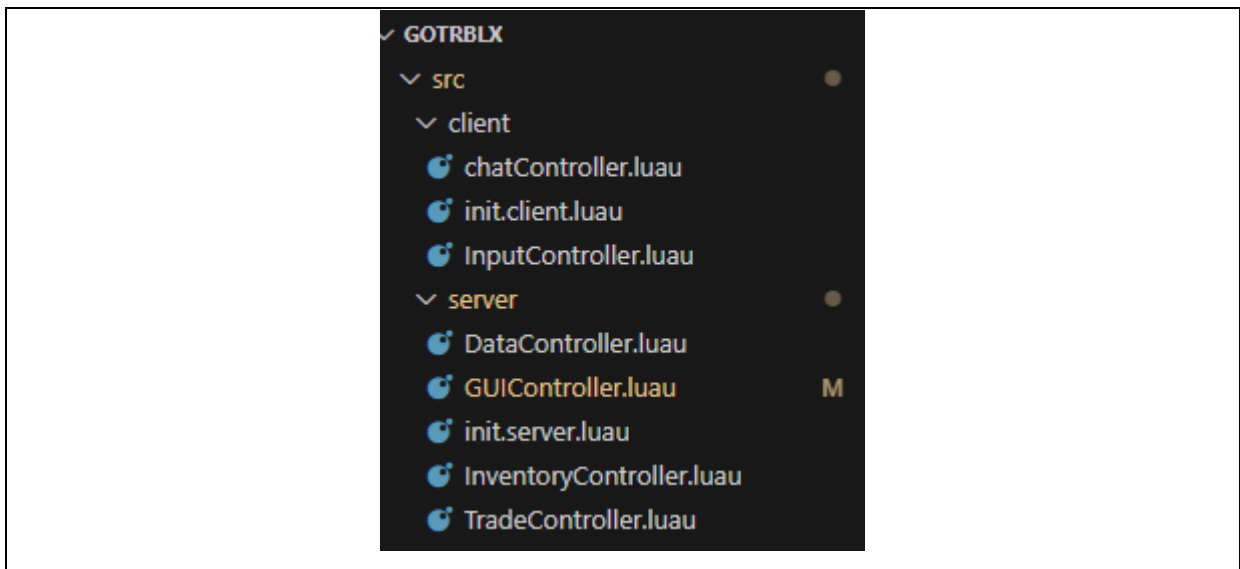 GOTRBLX
src
client
chatController.luau
init.client.luau
InputController.luau
server
DataController.luau
GUIController.luau M
init.server.luau
InventoryController.luau
TradeController.luau